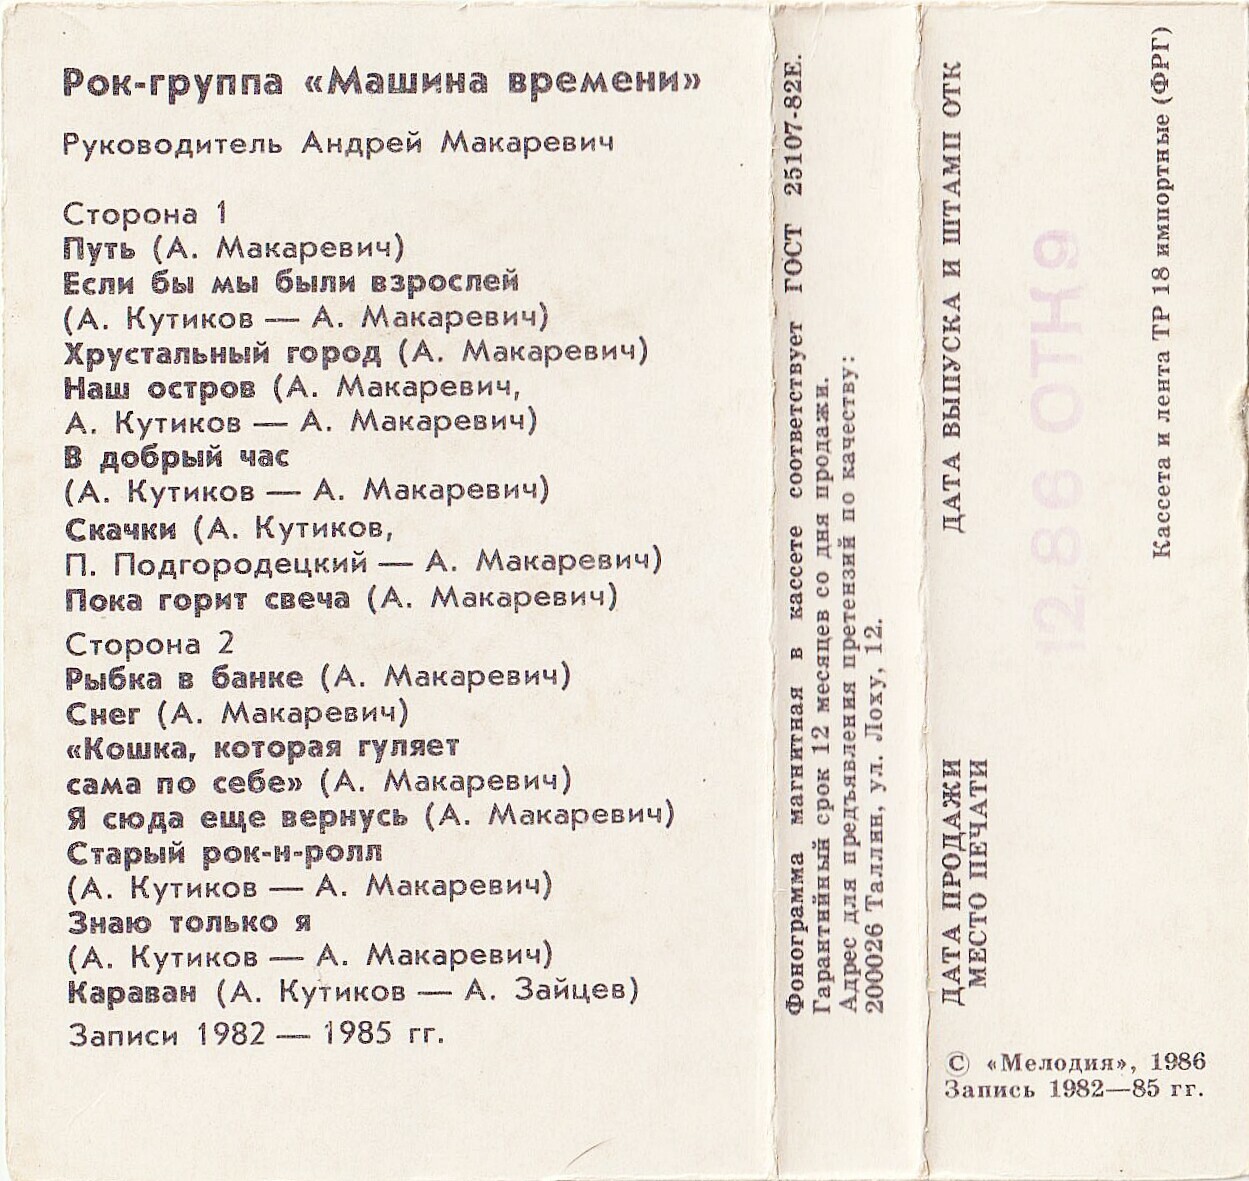 Рок-группа «Машина времени»
Руководитель Андрей Макаревич
Сторона 1
Путь (А. Макаревич)
Если бы мы были взрослей
(А. Кутиков — А. Макаревич)
Хрустальный город (А. Макаревич)
Наш остров (А. Макаревич,
А. Кутиков — А. Макаревич)
В добрый час
(А. Кутиков — А. Макаревич)
Скачки (А. Кутиков,
П. Подгородецкий — А. Макаревич)
Пока горит свеча (А. Макаревич)
Сторона 2
Рыбка в банке (А. Макаревич)
Снег (А. Макаревич)
«Кошка, которая гуляет
сама по себе» (А. Макаревич)
Я сюда еще вернусь (А. Макаревич)
Старый рок-н-ролл
(А. Кутиков — А. Макаревич)
Знаю только я
(А. Кутиков — А. Макаревич)
Караван (А. Кутиков — А. Зайцев)
Записи 1982 — 1985 гг.
Фонограмма магнитная в кассете соответствует ГОСТ 25107-82Е.
Гарантийный срок 12 месяцев со дня продажи.
Адрес для предъявления претензий по качеству:
200026 Таллин, ул. Лоху, 12.
ДАТА ВЫПУСКА И ШТАМП ОТК
12.86 ОТК 9
Кассета и лента ТР 18 импортные (ФРГ)
ДАТА ПРОДАЖИ
МЕСТО ПЕЧАТИ
© «Мелодия», 1986
Запись 1982—85 гг.